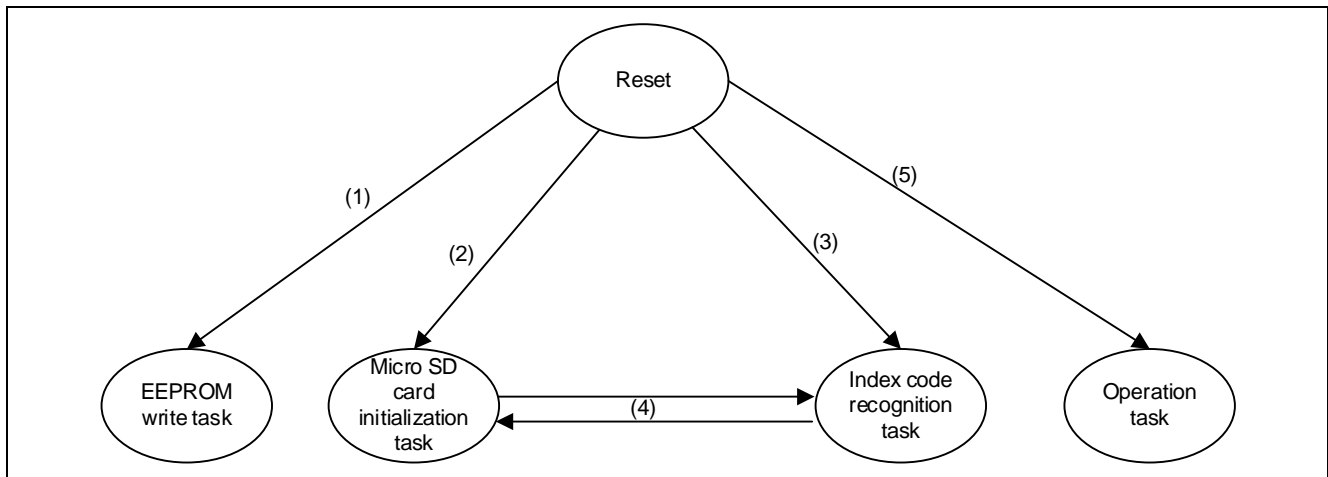 Reset
(1)
(5)
(2)
(3)
EEPROM
write task
Micro SD
card
initialization
task
(4)
Index code
recognition
task
Operation
task